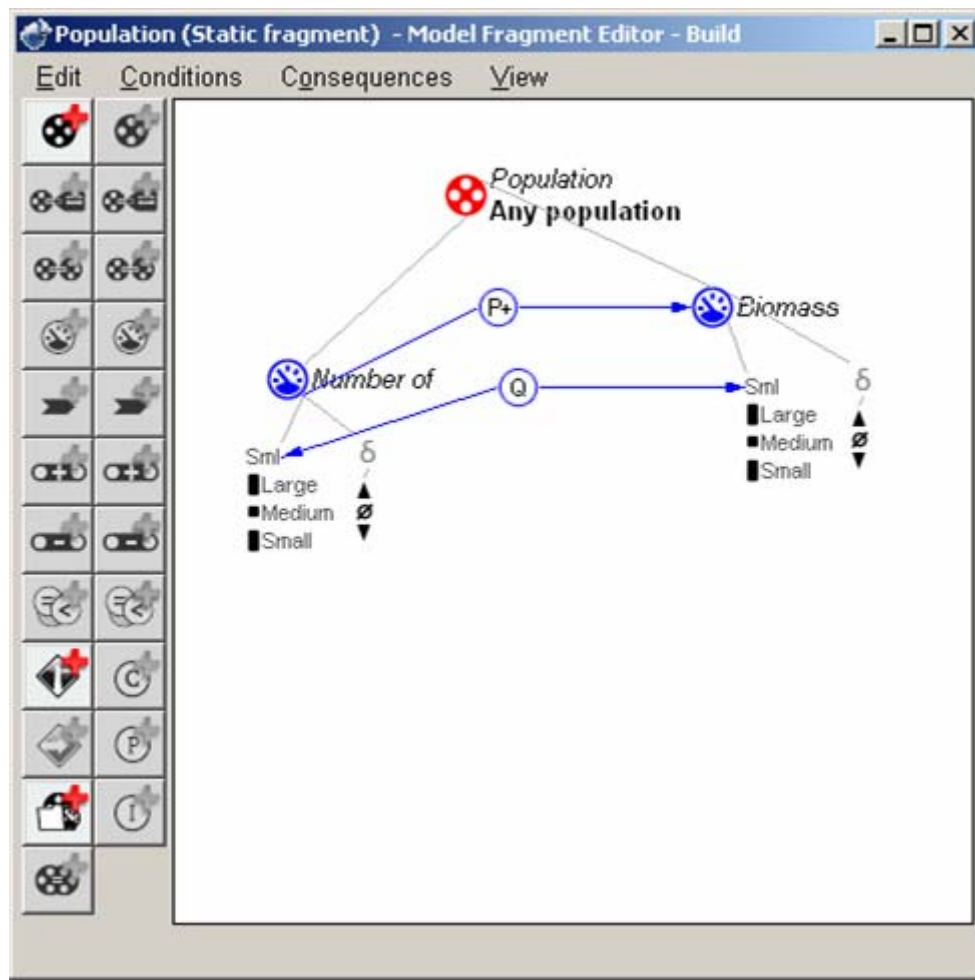 Population (Static fragment) - Model Fragment Editor - Build
Edit Conditions Consequences View
Population
Any population
P+
Biomass
Number of
Q
Sml
δ
Large
Medium
Small
Sml
δ
Large
Medium
Small
C
P
I